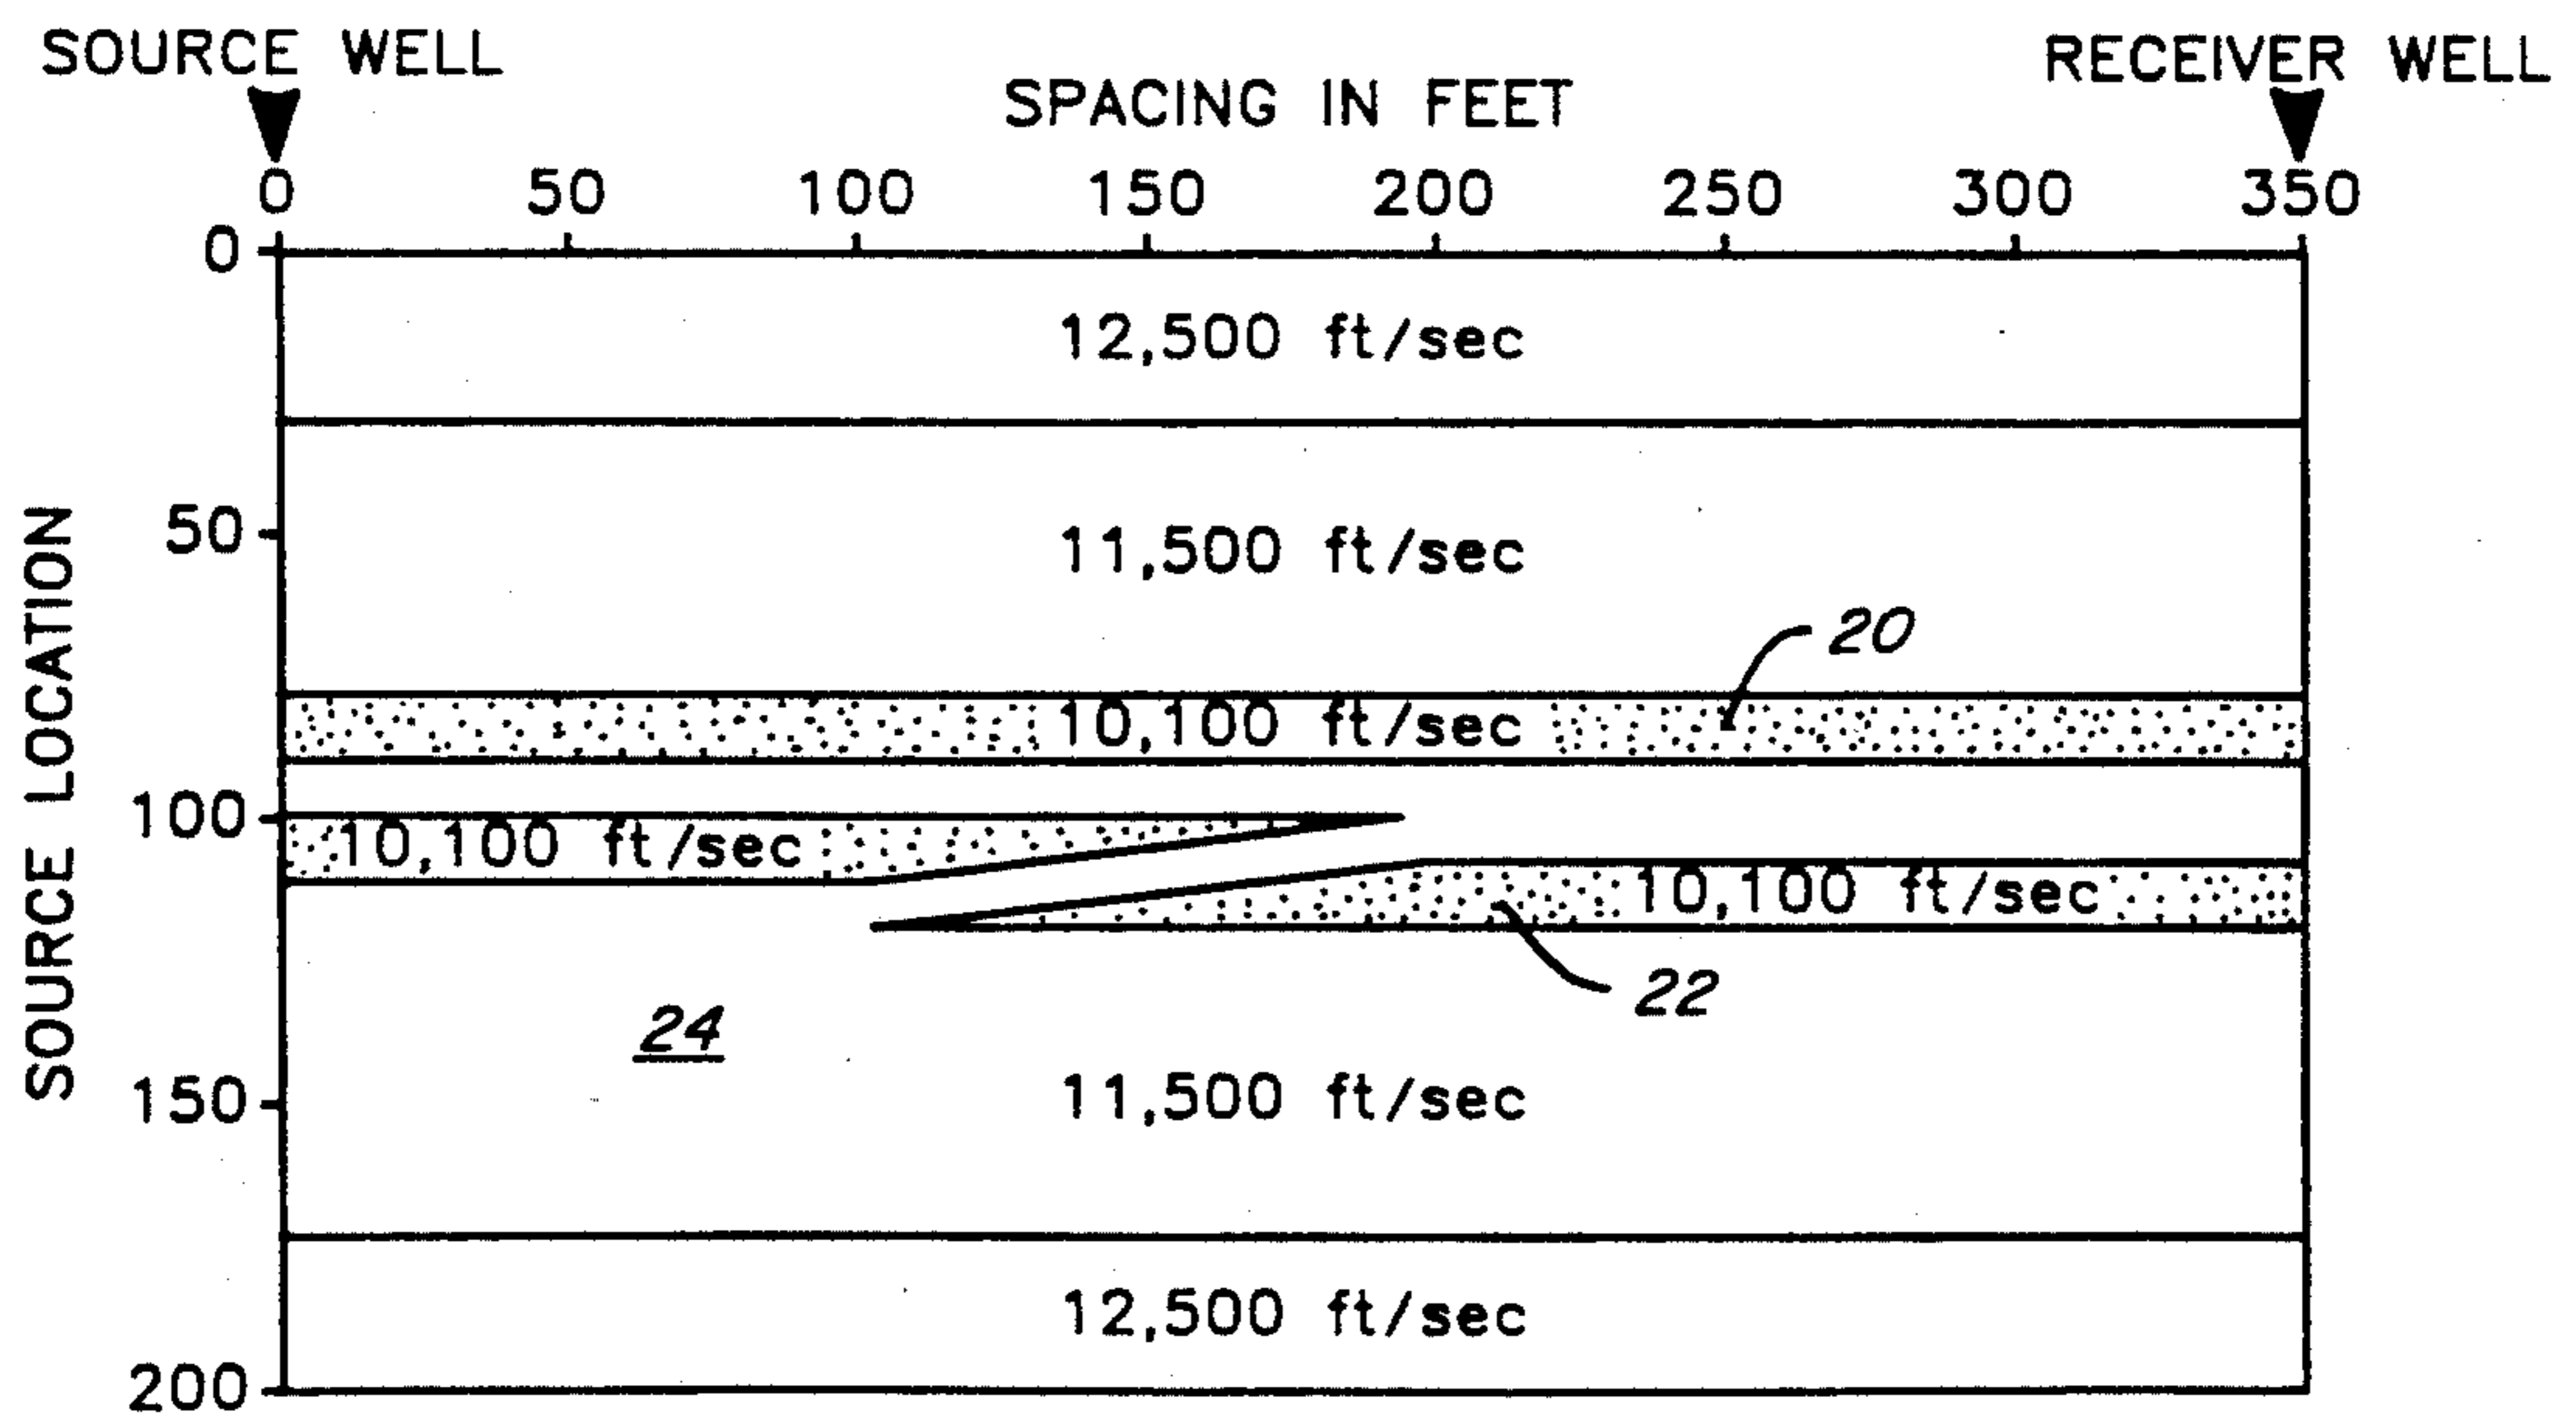 SOURCE WELL
RECEIVER WELL
SPACING IN FEET
0 50 100 150 200 250 300 350
0
12,500 ft/sec
50
11,500 ft/sec
20
10,100 ft/sec
100
10,100 ft/sec
10,100 ft/sec
22
24
150
11,500 ft/sec
12,500 ft/sec
200
SOURCE LOCATION